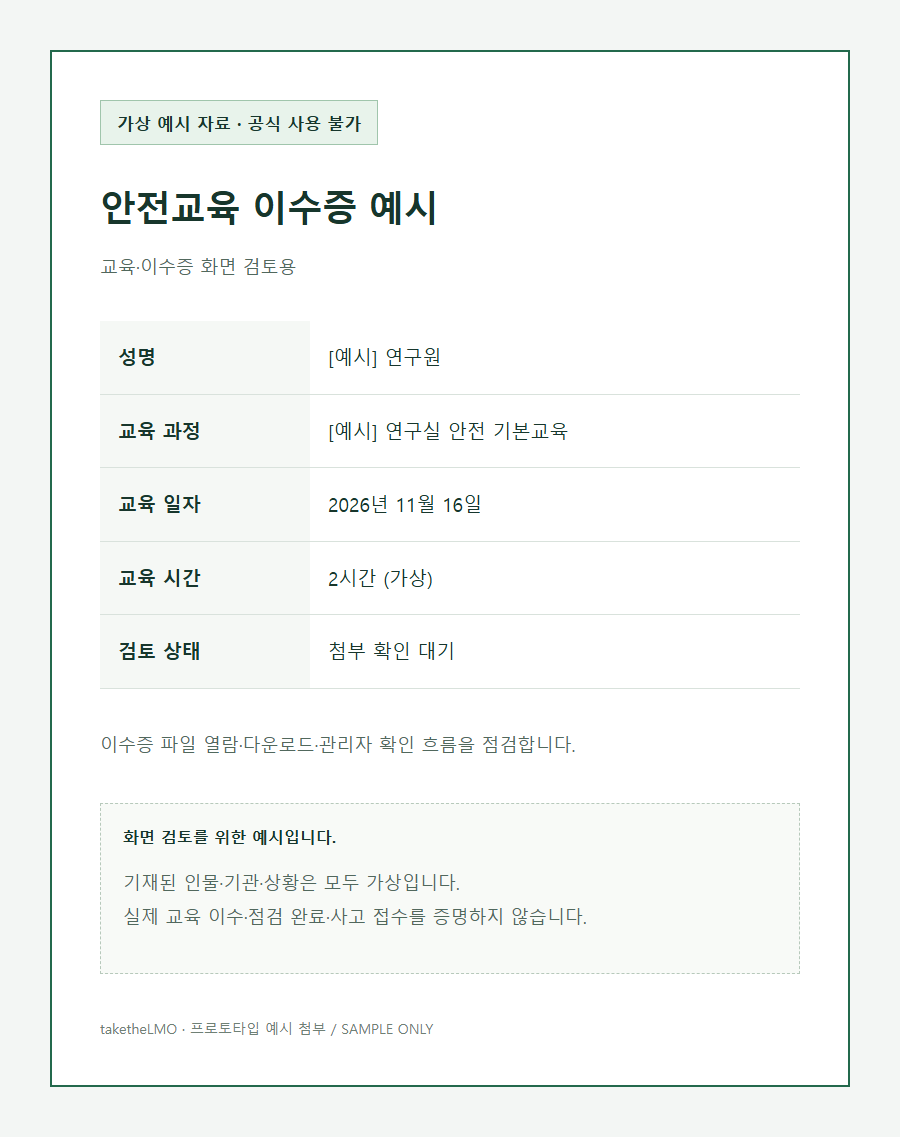 가상 예시 자료 · 공식 사용 불가
안전교육 이수증 예시
교육·이수증 화면 검토용
성명 [예시] 연구원
교육 과정 [예시] 연구실 안전 기본교육
교육 일자 2026년 11월 16일
교육 시간 2시간 (가상)
검토 상태 첨부 확인 대기
이수증 파일 열람·다운로드·관리자 확인 흐름을 점검합니다.
화면 검토를 위한 예시입니다.
기재된 인물·기관·상황은 모두 가상입니다.
실제 교육 이수·점검 완료·사고 접수를 증명하지 않습니다.
taketheLMO · 프로토타입 예시 첨부 / SAMPLE ONLY